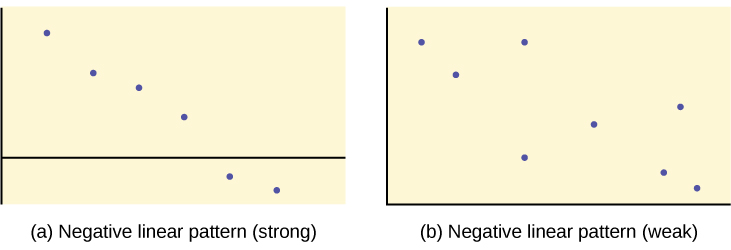 (a) Negative linear pattern (strong)
(b) Negative linear pattern (weak)